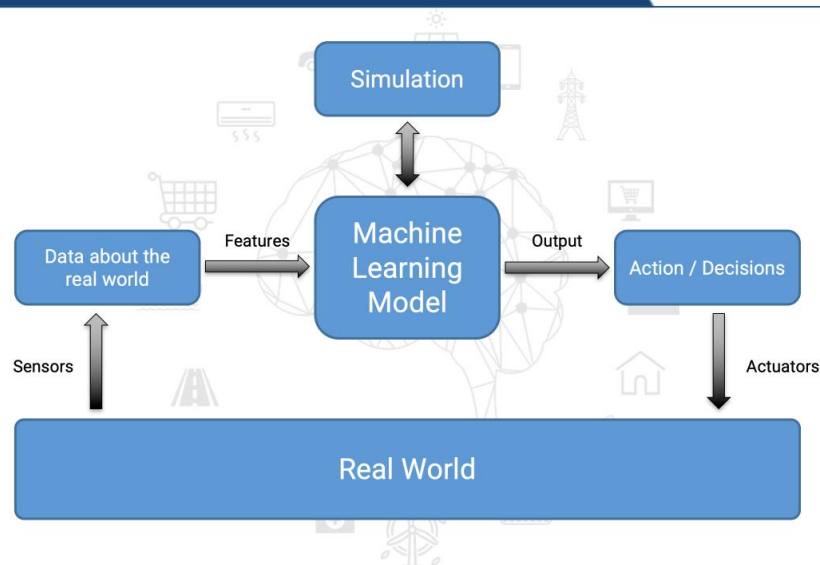 Simulation
Data about the
real world
Features
Machine
Learning
Model
Output
Action / Decisions
Sensors
Actuators
Real World